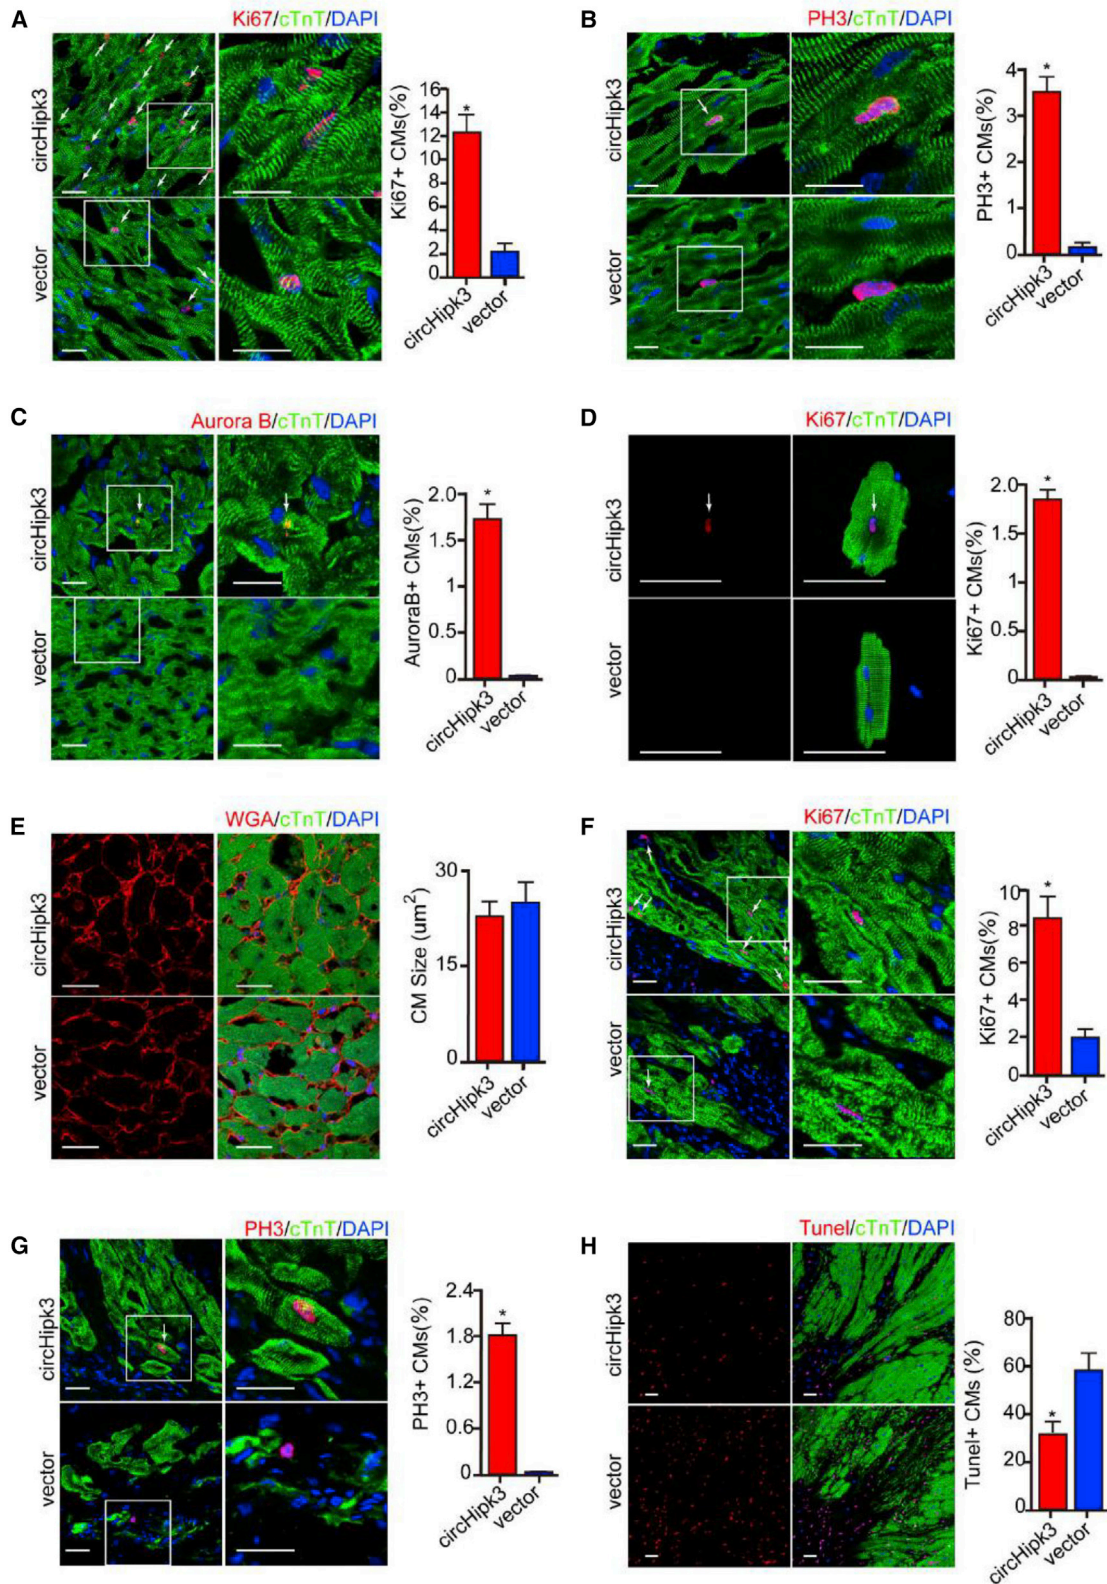 A
Ki67/cTnT/DAPI
circHipk3
vector
Ki67+ CMs(%)
16
14
12
10
8
6
4
2
0
*
circHipk3
vector
B
PH3/cTnT/DAPI
circHipk3
vector
PH3+ CMs(%)
4
3
2
1
0
*
circHipk3
vector
C
Aurora B/cTnT/DAPI
circHipk3
vector
AuroraB+ CMs(%)
2.0
1.5
1
0.5
0
*
circHipk3
vector
D
Ki67/cTnT/DAPI
circHipk3
vector
Ki67+ CMs(%)
2.0
1.5
1
0.5
0
*
circHipk3
vector
E
WGA/cTnT/DAPI
circHipk3
vector
CM Size (um²)
30
15
0
circHipk3
vector
F
Ki67/cTnT/DAPI
circHipk3
vector
Ki67+ CMs(%)
10
8
6
4
2
0
*
circHipk3
vector
G
PH3/cTnT/DAPI
circHipk3
vector
PH3+ CMs(%)
2.4
1.8
1.2
0.6
0
*
circHipk3
vector
H
Tunel/cTnT/DAPI
circHipk3
vector
Tunel+ CMs (%)
80
60
40
20
0
*
circHipk3
vector